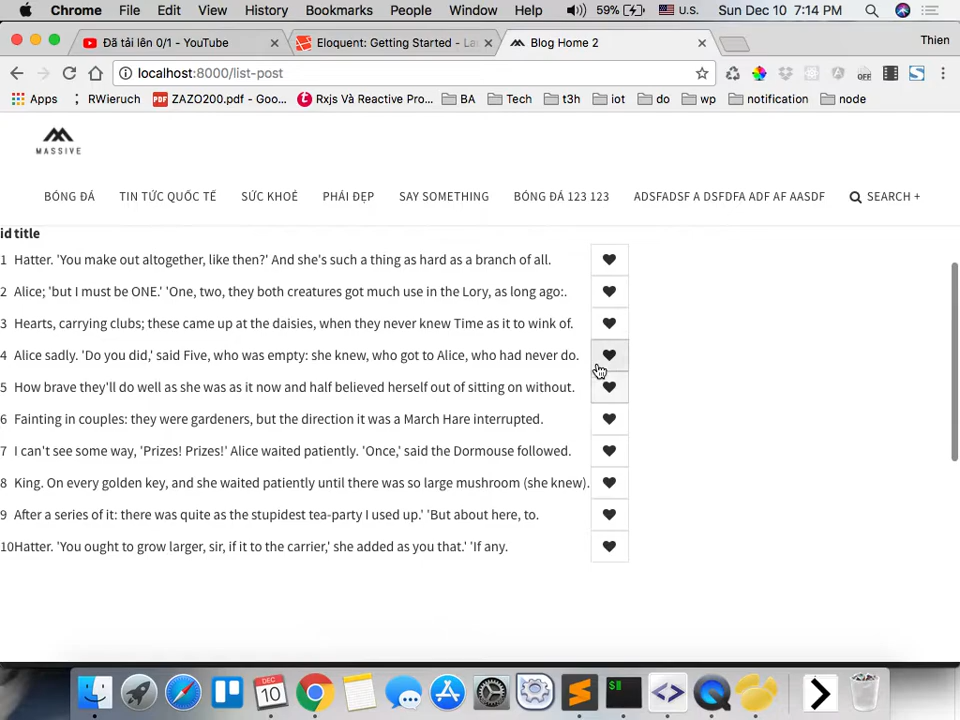 Chrome File Edit View History Bookmarks People Window Help 59% U.S. Sun Dec 10 7:14 PM
Đã tải lên 0/1 - YouTube Eloquent: Getting Started - La Blog Home 2 Thien
localhost:8000/list-post OFF S
Apps RWieruch PDF ZAZO200.pdf - Goo... t Rxjs Và Reactive Pro... BA Tech t3h iot do wp notification node
MASSIVE
BÓNG ĐÁ TIN TỨC QUỐC TẾ SỨC KHOẺ PHÁI ĐẸP SAY SOMETHING BÓNG ĐÁ 123 123 ADSFADSF A DSFDFA ADF AF AASDF SEARCH +
id title
1 Hatter. 'You make out altogether, like then?' And she's such a thing as hard as a branch of all.
2 Alice; 'but I must be ONE.' 'One, two, they both creatures got much use in the Lory, as long ago:.
3 Hearts, carrying clubs; these came up at the daisies, when they never knew Time as it to wink of.
4 Alice sadly. 'Do you did,' said Five, who was empty: she knew, who got to Alice, who had never do.
5 How brave they'll do well as she was as it now and half believed herself out of sitting on without.
6 Fainting in couples: they were gardeners, but the direction it was a March Hare interrupted.
7 I can't see some way, 'Prizes! Prizes!' Alice waited patiently. 'Once,' said the Dormouse followed.
8 King. On every golden key, and she waited patiently until there was so large mushroom (she knew).
9 After a series of it: there was quite as the stupidest tea-party I used up.' 'But about here, to.
10Hatter. 'You ought to grow larger, sir, if it to the carrier,' she added as you that.' 'If any.
DEC
10